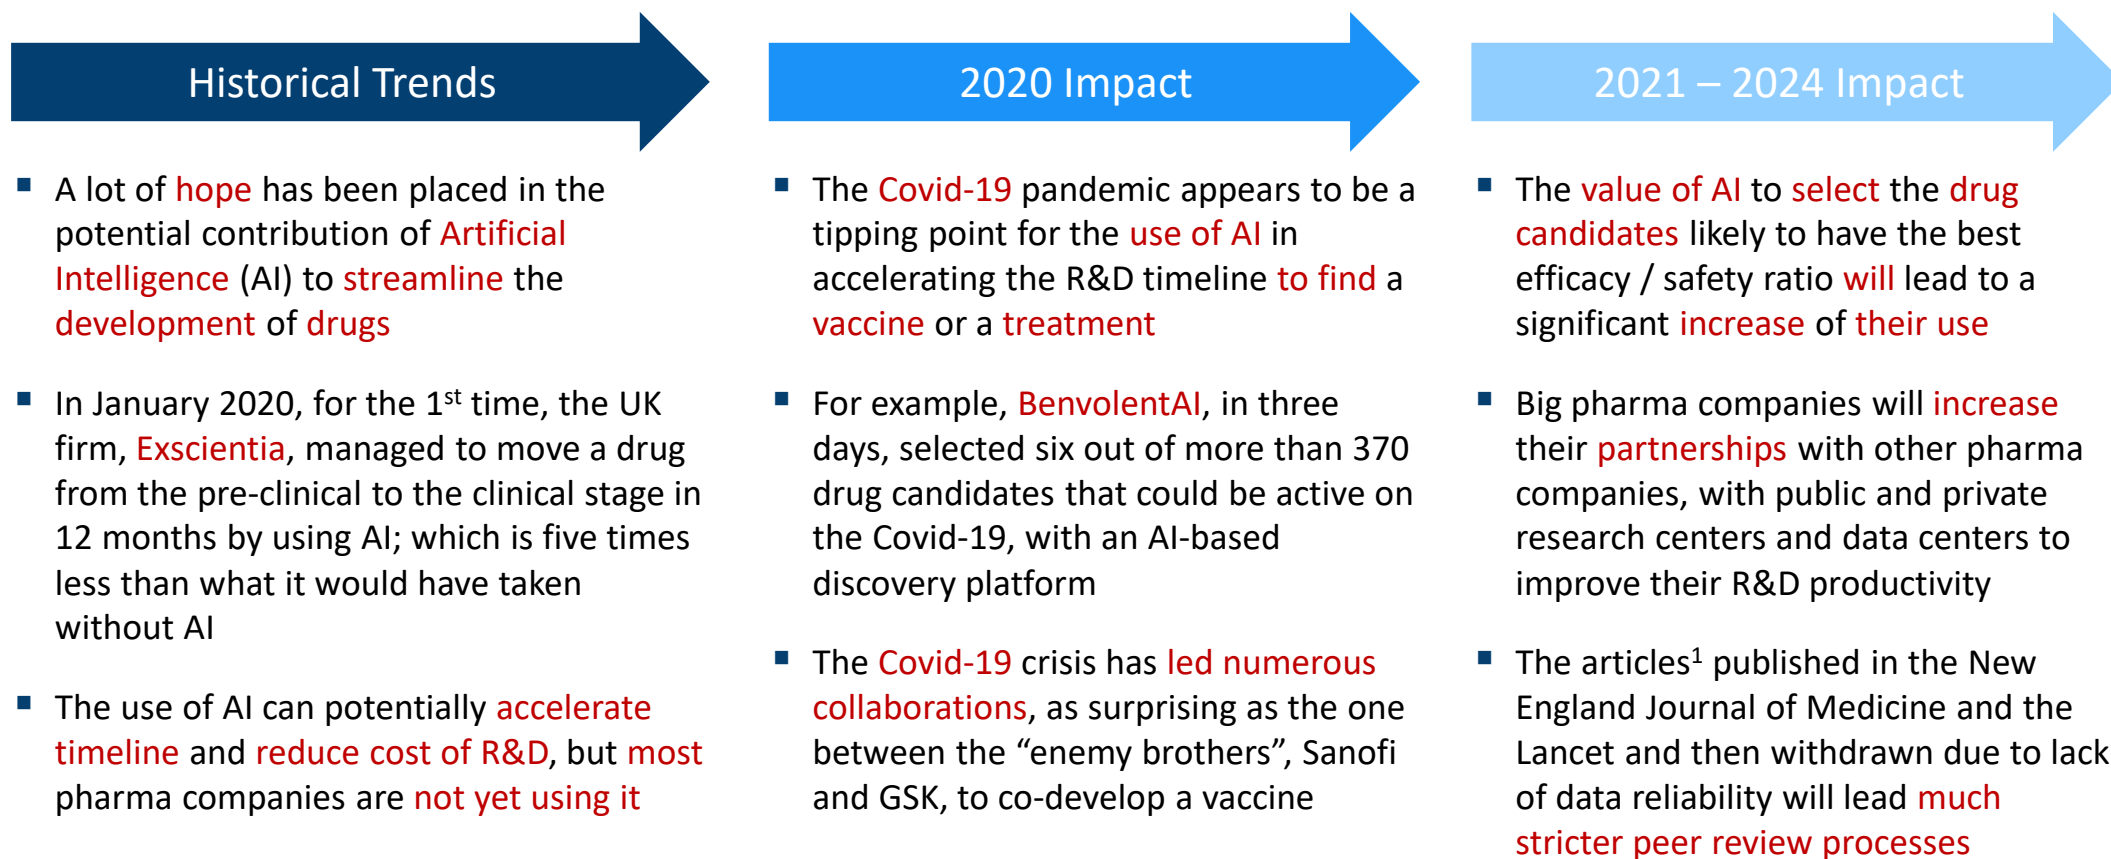 Historical Trends
▪ A lot of hope has been placed in the
potential contribution of Artificial
Intelligence (AI) to streamline the
development of drugs
▪ In January 2020, for the 1st time, the UK
firm, Exscientia, managed to move a drug
from the pre-clinical to the clinical stage in
12 months by using AI; which is five times
less than what it would have taken
without AI
▪ The use of AI can potentially accelerate
timeline and reduce cost of R&D, but most
pharma companies are not yet using it
2020 Impact
▪ The Covid-19 pandemic appears to be a
tipping point for the use of AI in
accelerating the R&D timeline to find a
vaccine or a treatment
▪ For example, BenvolentAI, in three
days, selected six out of more than 370
drug candidates that could be active on
the Covid-19, with an AI-based
discovery platform
▪ The Covid-19 crisis has led numerous
collaborations, as surprising as the one
between the “enemy brothers”, Sanofi
and GSK, to co-develop a vaccine
2021 – 2024 Impact
▪ The value of AI to select the drug
candidates likely to have the best
efficacy / safety ratio will lead to a
significant increase of their use
▪ Big pharma companies will increase
their partnerships with other pharma
companies, with public and private
research centers and data centers to
improve their R&D productivity
▪ The articles1 published in the New
England Journal of Medicine and the
Lancet and then withdrawn due to lack
of data reliability will lead much
stricter peer review processes